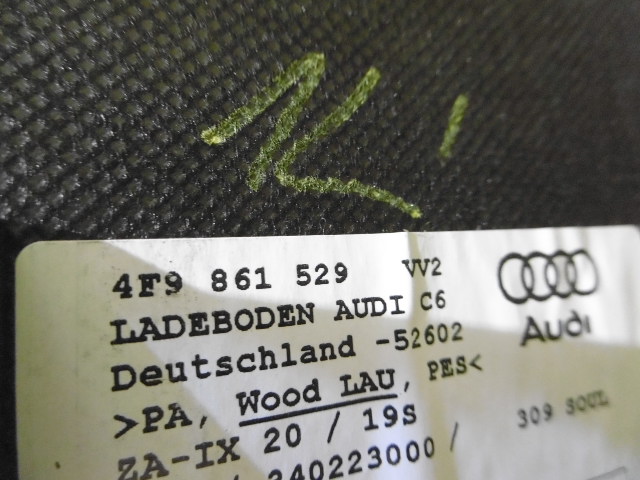 4F9 861 529 VV2
LADEBODEN AUDI C6
Audi
Deutschland -52602
>PA, Wood LAU, PES<
ZA-IX 20 / 19S
309 SOUL
240223000 /